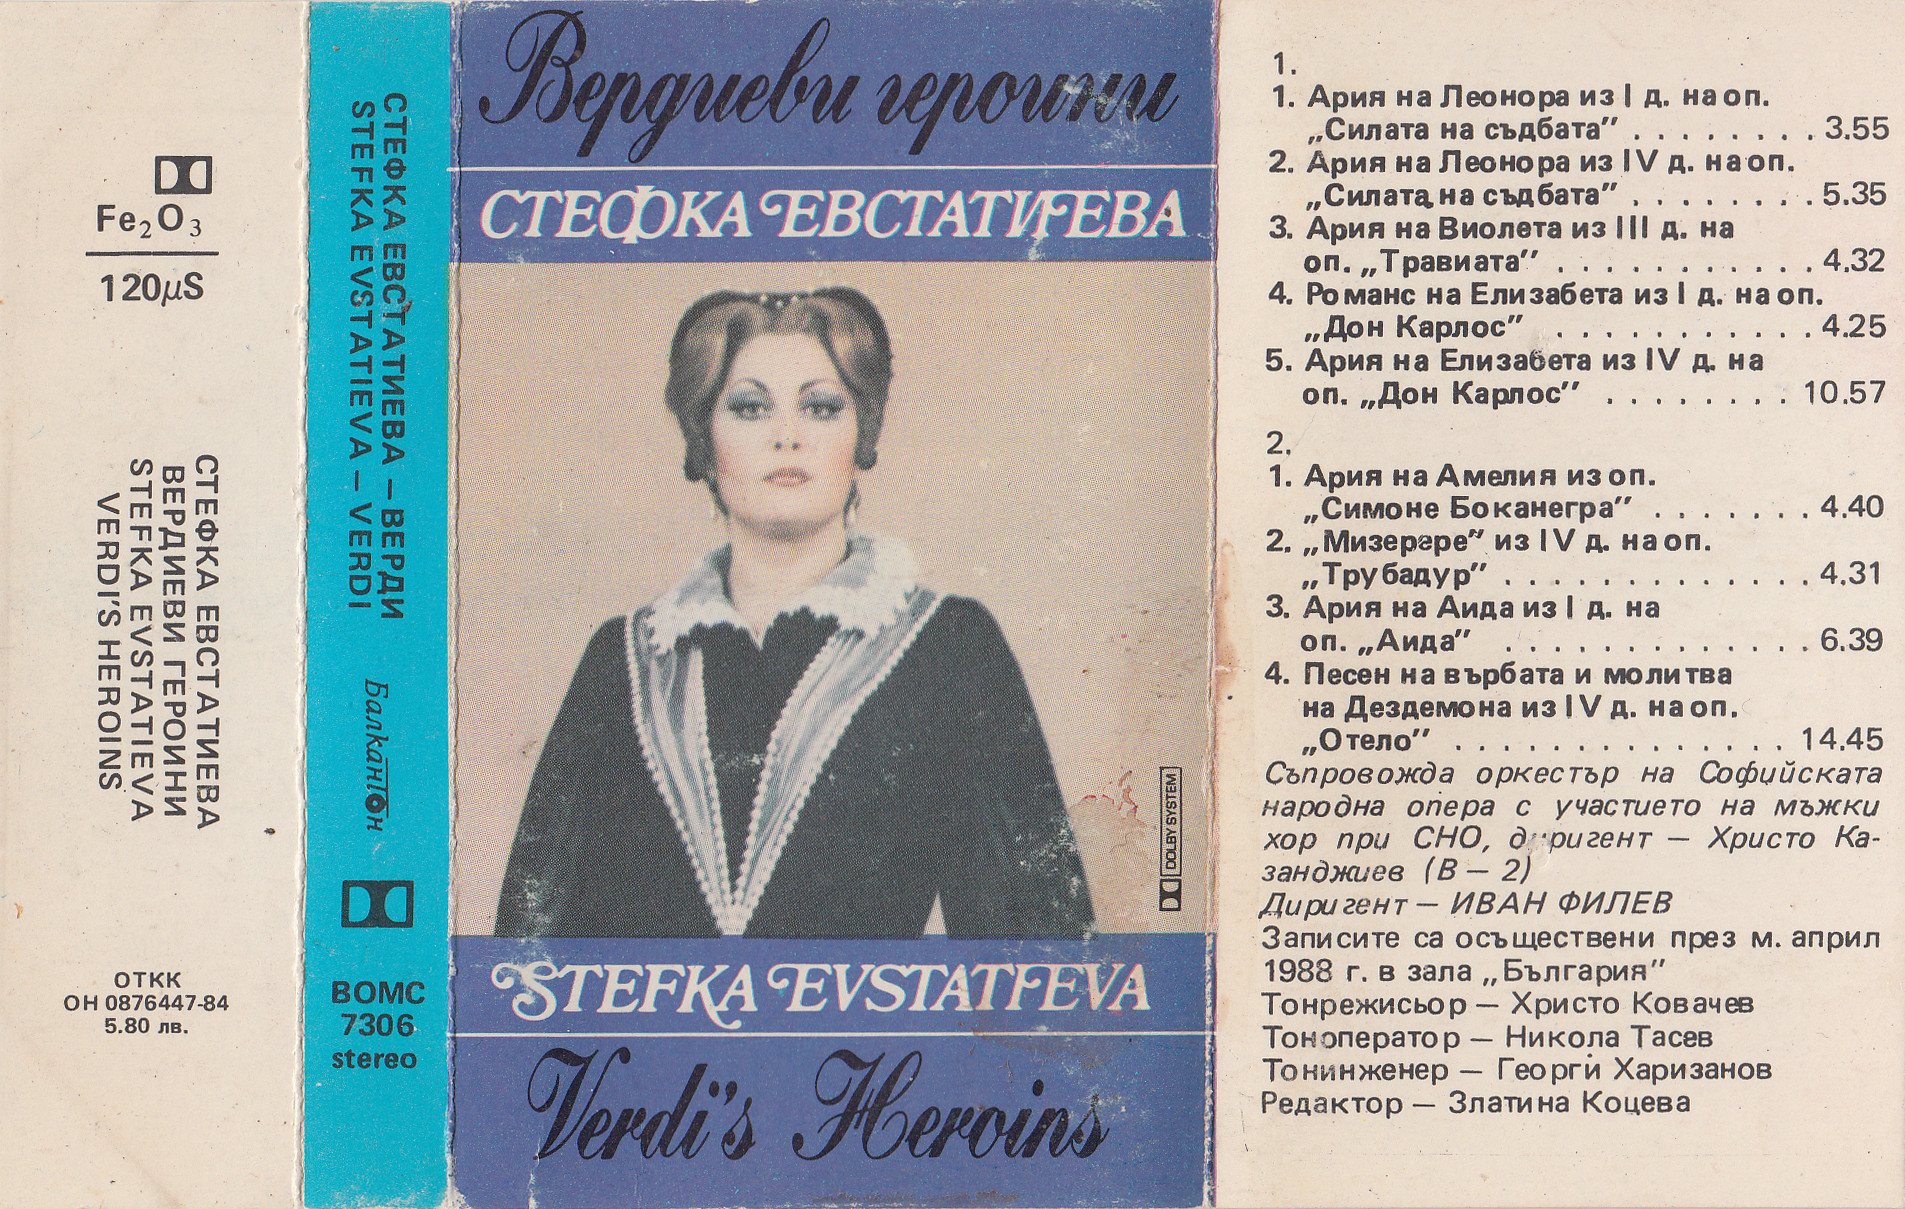 Fe2O3
120µS
СТЕФКА ЕВСТАТИЕВА
ВЕРДИЕВИ ГЕРОИНИ
STEFKA EVSTATIEVA
VERDI'S HEROINS
ОТКК
ОН 0876447-84
5.80 лв.
СТЕФКА ЕВСТАТИЕВА – ВЕРДИ
STEFKA EVSTATIEVA – VERDI
Балкантон
ВОМС
7306
stereo
Вердиеви героини
СТЕФКА ЕВСТАТИЕВА
DOLBY SYSTEM
STEFKA EVSTATIEVA
Verdi's Heroins
1.
1. Ария на Леонора из I д. на оп.
„Силата на съдбата” . . . . . . . . 3.55
2. Ария на Леонора из IV д. на оп.
„Силата на съдбата” . . . . . . . . 5.35
3. Ария на Виолета из III д. на
оп. „Травиата” . . . . . . . . . . . 4.32
4. Романс на Елизабета из I д. на оп.
„Дон Карлос” . . . . . . . . . . . 4.25
5. Ария на Елизабета из IV д. на
оп. „Дон Карлос” . . . . . . . . 10.57
2.
1. Ария на Амелия из оп.
„Симоне Боканегра” . . . . . . . 4.40
2. „Мизерере” из IV д. на оп.
„Трубадур” . . . . . . . . . . . . . 4.31
3. Ария на Аида из I д. на
оп. „Аида” . . . . . . . . . . . . . 6.39
4. Песен на върбата и молитва
на Дездемона из IV д. на оп.
„Отело” . . . . . . . . . . . . . . 14.45
Съпровожда оркестър на Софийската
народна опера с участието на мъжки
хор при СНО, диригент – Христо Ка-
занджиев (В – 2)
Диригент – ИВАН ФИЛЕВ
Записите са осъществени през м. април
1988 г. в зала „България”
Тонрежисьор – Христо Ковачев
Тоноператор – Никола Тасев
Тонинженер – Георги Харизанов
Редактор – Златина Коцева